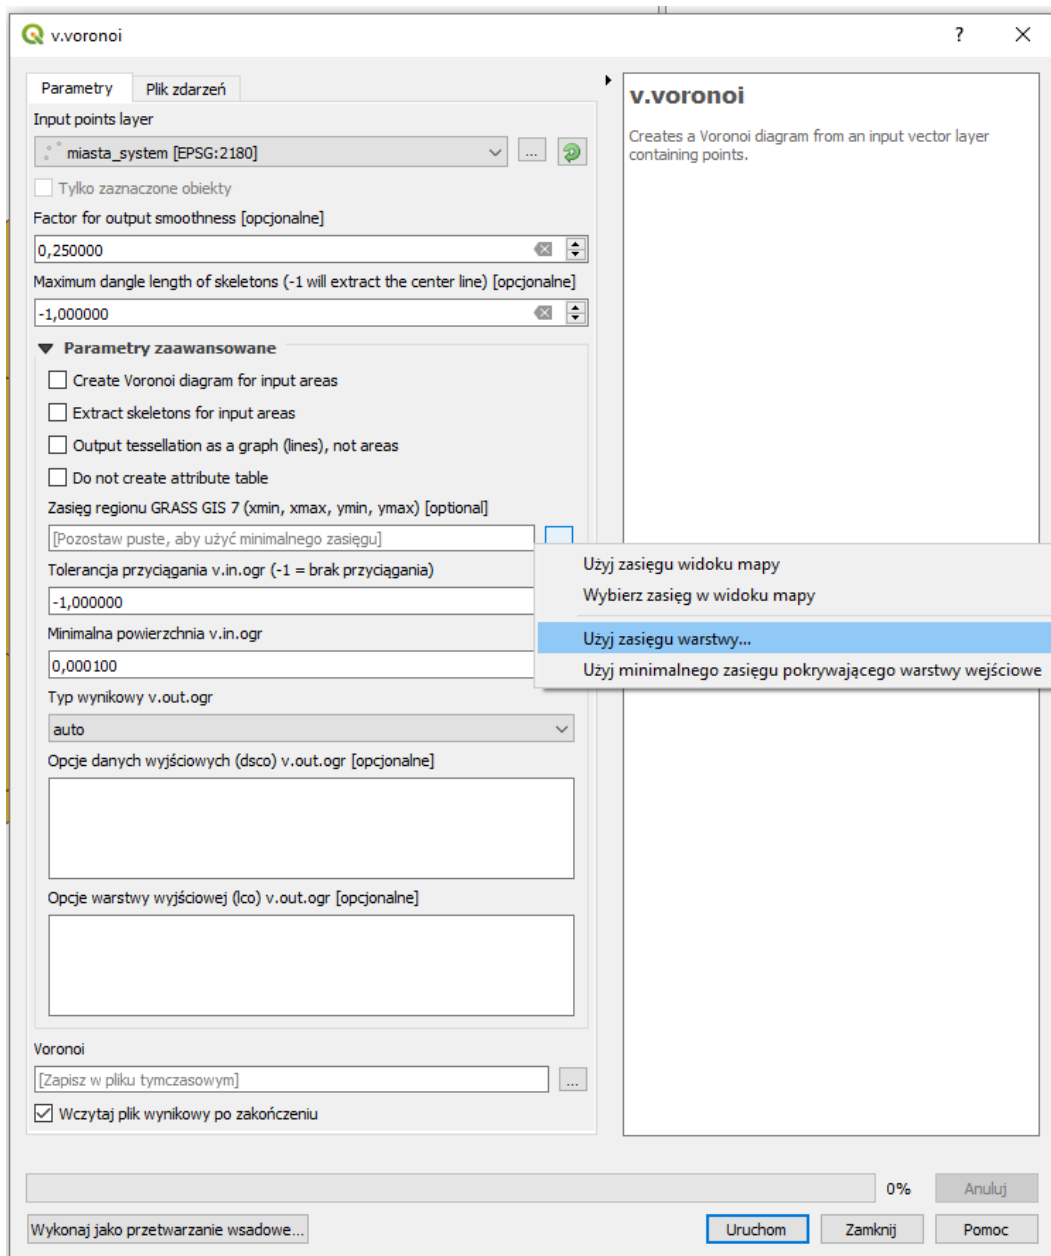 v.voronoi
?
Parametry
Plik zdarzeń
Input points layer
miasta_system [EPSG:2180]
...
Tylko zaznaczone obiekty
Factor for output smoothness [opcjonalne]
0,250000
Maximum dangle length of skeletons (-1 will extract the center line) [opcjonalne]
-1,000000
Parametry zaawansowane
Create Voronoi diagram for input areas
Extract skeletons for input areas
Output tessellation as a graph (lines), not areas
Do not create attribute table
Zasięg regionu GRASS GIS 7 (xmin, xmax, ymin, ymax) [optional]
[Pozostaw puste, aby użyć minimalnego zasięgu]
Tolerancja przyciągania v.in.ogr (-1 = brak przyciągania)
-1,000000
Minimalna powierzchnia v.in.ogr
0,000100
Typ wynikowy v.out.ogr
auto
Opcje danych wyjściowych (dsco) v.out.ogr [opcjonalne]
Opcje warstwy wyjściowej (lco) v.out.ogr [opcjonalne]
Voronoi
[Zapisz w pliku tymczasowym]
...
Wczytaj plik wynikowy po zakończeniu
v.voronoi
Creates a Voronoi diagram from an input vector layer
containing points.
Użyj zasięgu widoku mapy
Wybierz zasięg w widoku mapy
Użyj zasięgu warstwy...
Użyj minimalnego zasięgu pokrywającego warstwy wejściowe
0%
Anuluj
Wykonaj jako przetwarzanie wsadowe...
Uruchom
Zamknij
Pomoc